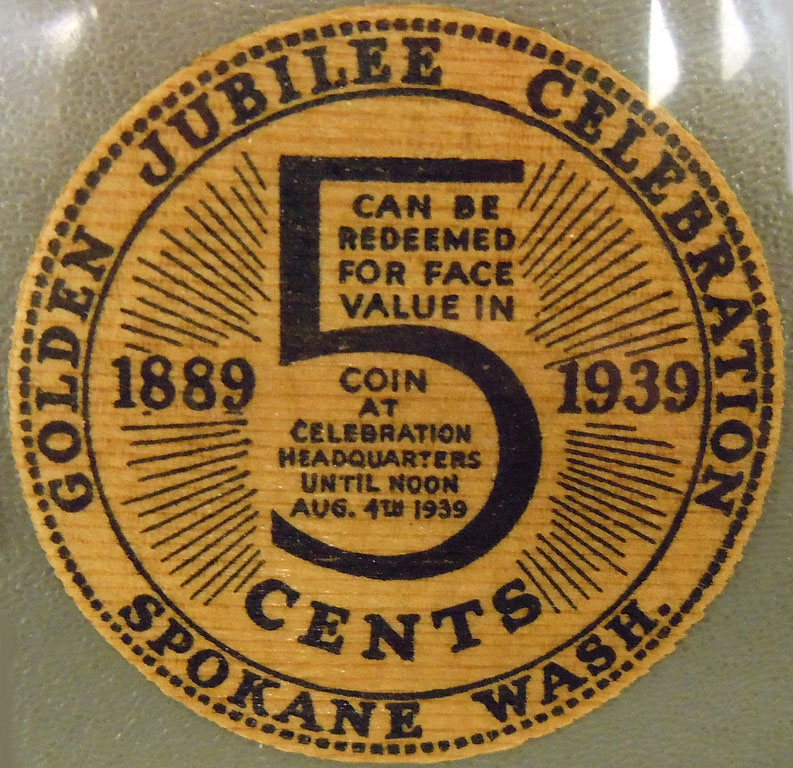 GOLDEN JUBILEE CELEBRATION
5
CAN BE
REDEEMED
FOR FACE
VALUE IN
1889
1939
COIN
AT
CELEBRATION
HEADQUARTERS
UNTIL NOON
AUG. 4TH 1939
CENTS
SPOKANE WASH.